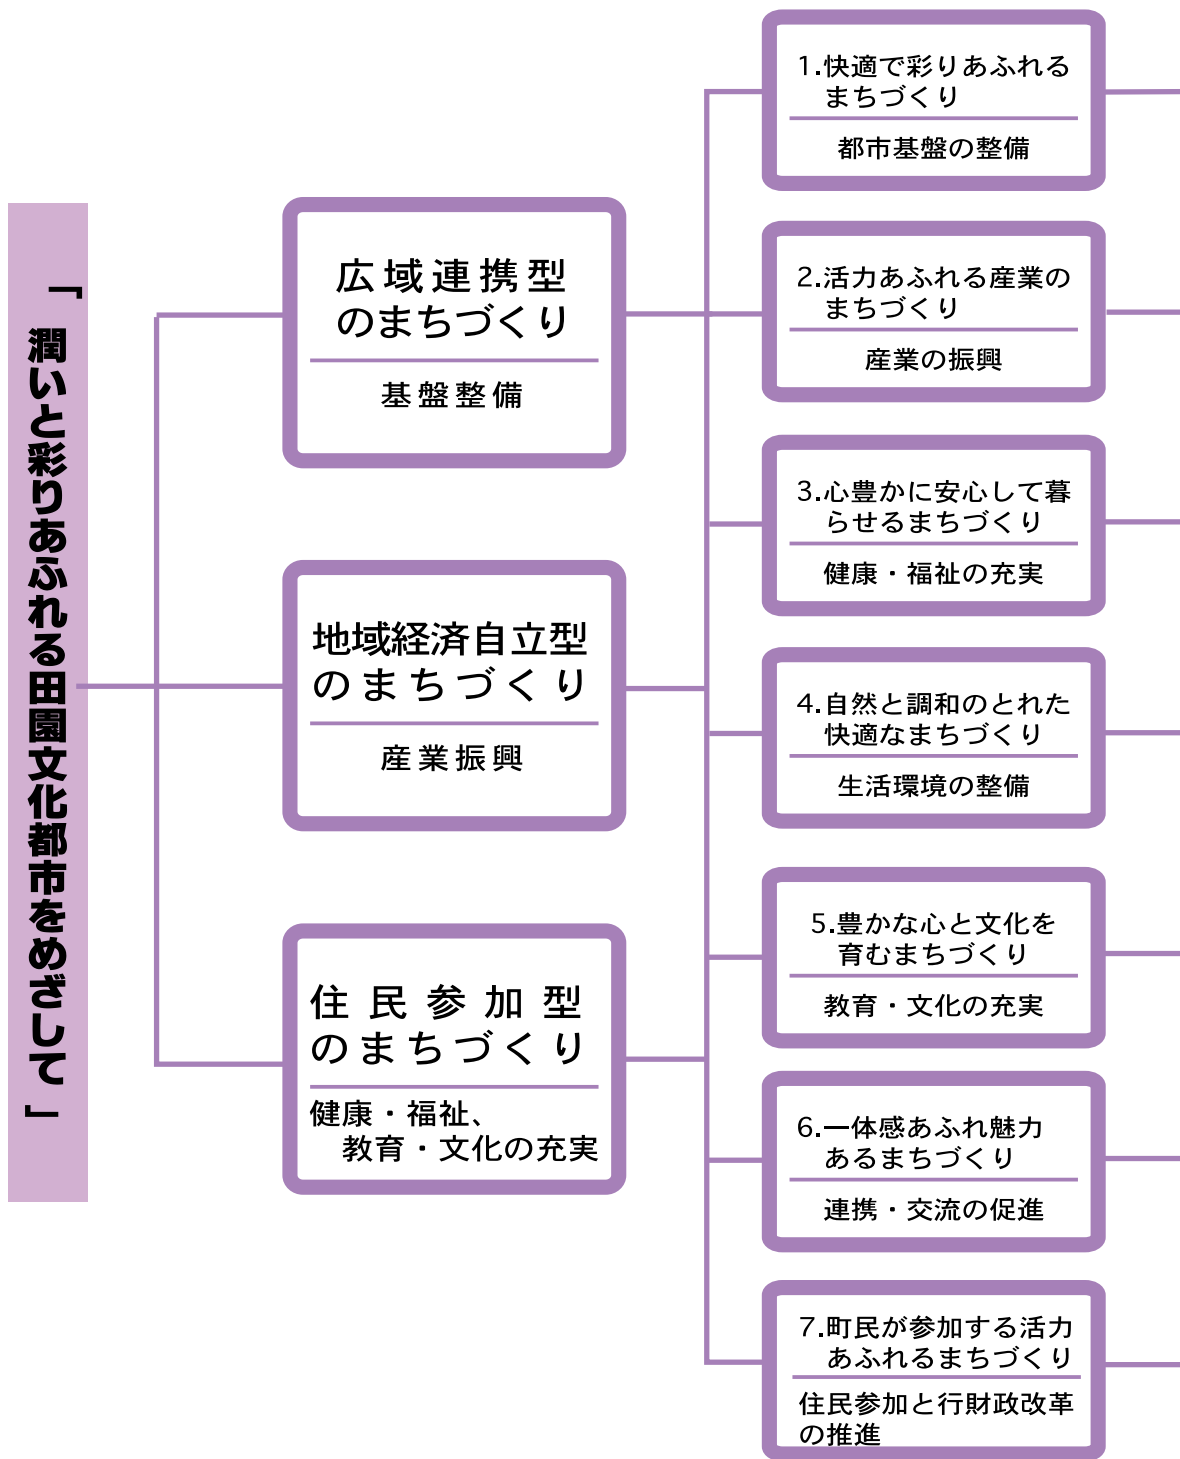 「潤いと彩りあふれる田園文化都市をめざして」
広域連携型
のまちづくり
基盤整備
地域経済自立型
のまちづくり
産業振興
住民参加型
のまちづくり
健康・福祉、
教育・文化の充実
1.快適で彩りあふれる
まちづくり
都市基盤の整備
2.活力あふれる産業の
まちづくり
産業の振興
3.心豊かに安心して暮
らせるまちづくり
健康・福祉の充実
4.自然と調和のとれた
快適なまちづくり
生活環境の整備
5.豊かな心と文化を
育むまちづくり
教育・文化の充実
6.一体感あふれ魅力
あるまちづくり
連携・交流の促進
7.町民が参加する活力
あふれるまちづくり
住民参加と行財政改革
の推進